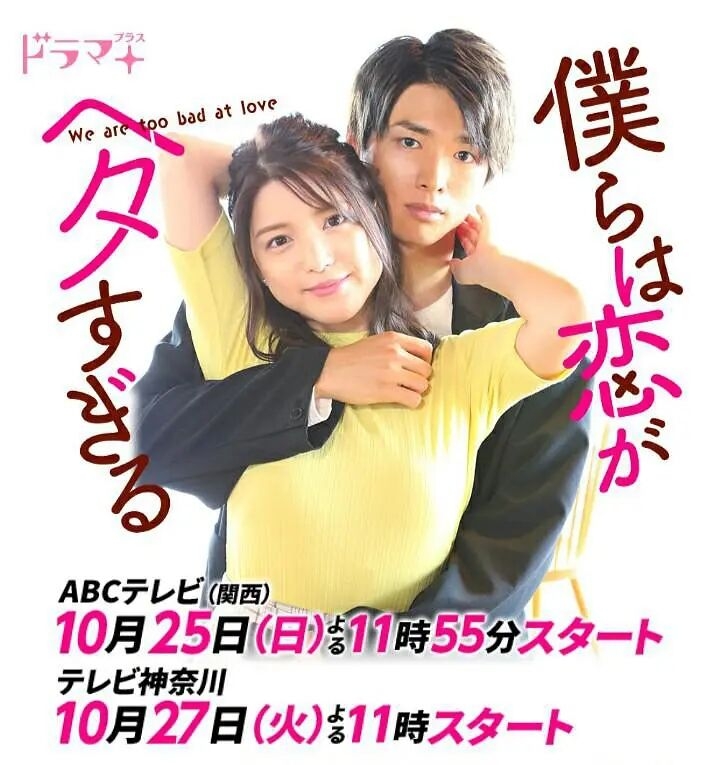 ドラマ+
プラス
We are too bad at love
僕らは恋が
ヘタすぎる
ABCテレビ(関西)
10月25日(日)よる11時55分スタート
テレビ神奈川
10月27日(火)よる11時スタート